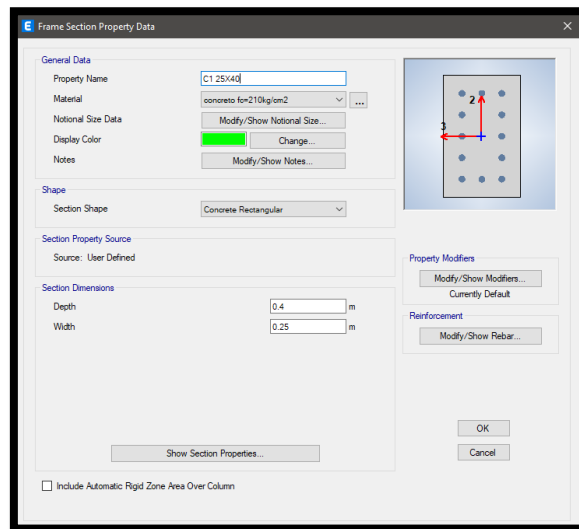 E Frame Section Property Data
General Data
Property Name C1 25X40
Material concreto fc=210kg/cm2 ...
Notional Size Data Modify/Show Notional Size...
Display Color Change...
Notes Modify/Show Notes...
2
3
Shape
Section Shape Concrete Rectangular
Section Property Source
Source: User Defined
Property Modifiers
Modify/Show Modifiers...
Currently Default
Section Dimensions
Depth 0.4 m
Width 0.25 m
Reinforcement
Modify/Show Rebar...
OK
Show Section Properties...
Cancel
Include Automatic Rigid Zone Area Over Column